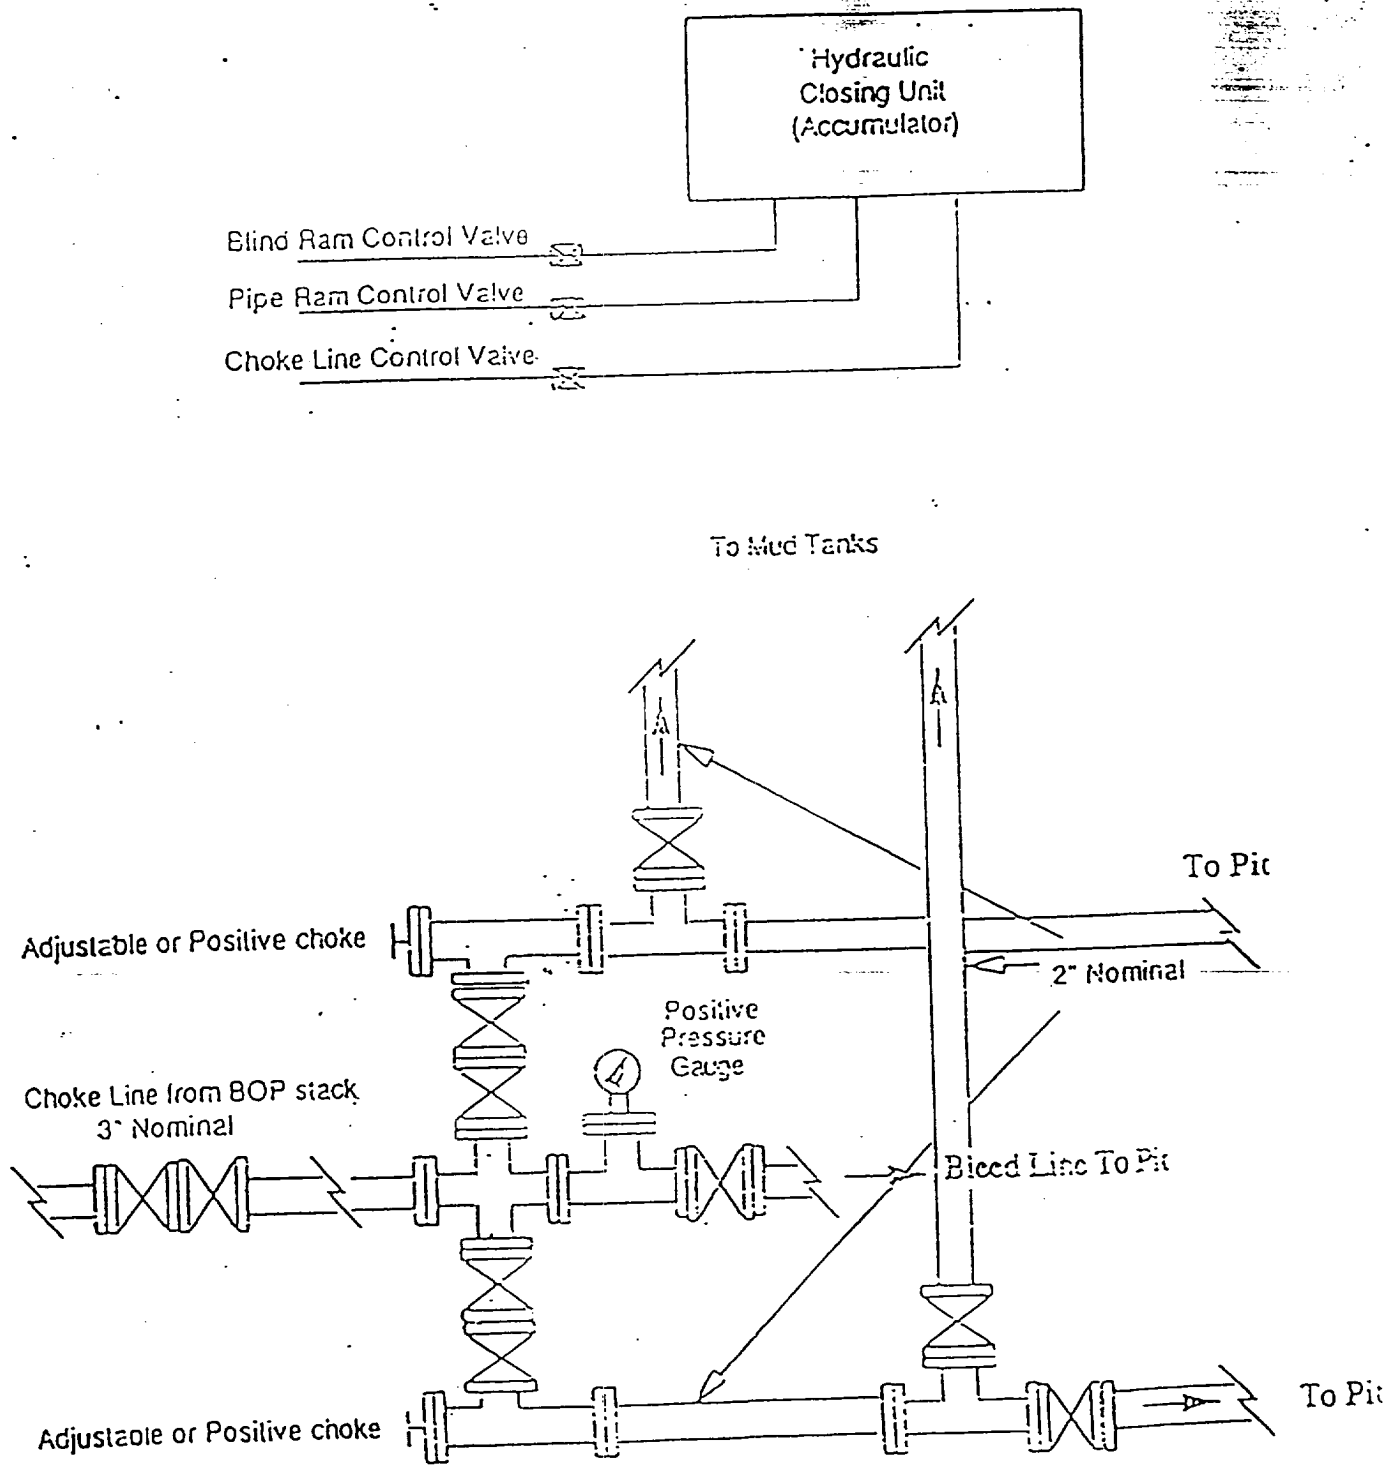 Hydraulic
Closing Unit
(Accumulator)
Blind Ram Control Valve
Pipe Ram Control Valve
Choke Line Control Valve
To Mud Tanks
To Pit
Adjustable or Positive choke
2" Nominal
Positive
Pressure
Gauge
Choke Line from BOP stack
3" Nominal
Bleed Line To Pit
To Pit
Adjustable or Positive choke